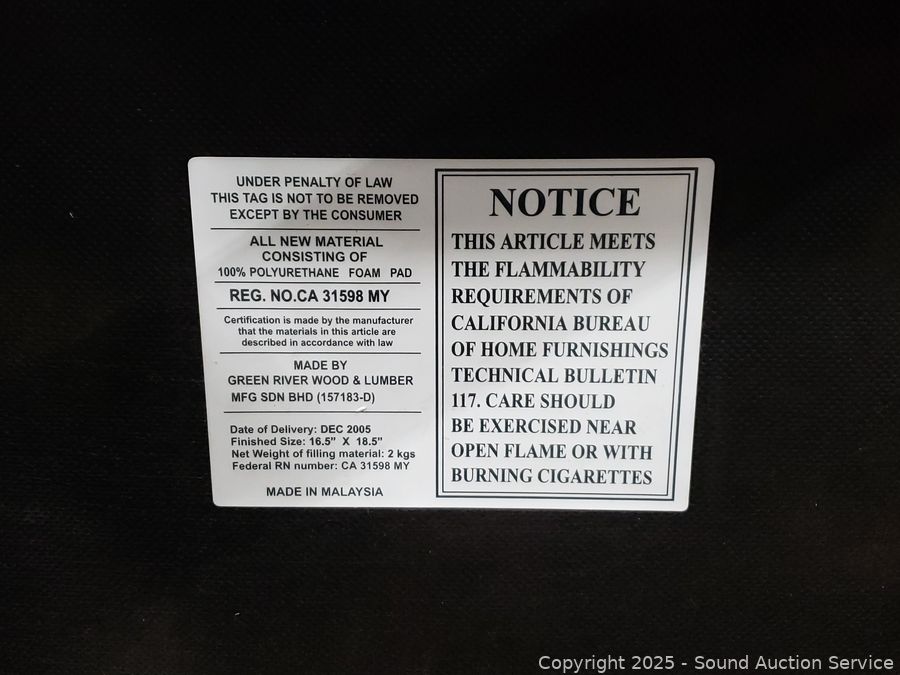 UNDER PENALTY OF LAW
THIS TAG IS NOT TO BE REMOVED
EXCEPT BY THE CONSUMER
ALL NEW MATERIAL
CONSISTING OF
100% POLYURETHANE FOAM PAD
REG. NO.CA 31598 MY
Certification is made by the manufacturer
that the materials in this article are
described in accordance with law
MADE BY
GREEN RIVER WOOD & LUMBER
MFG SDN BHD (157183-D)
Date of Delivery: DEC 2005
Finished Size: 16.5" X 18.5"
Net Weight of filling material: 2 kgs
Federal RN number: CA 31598 MY
MADE IN MALAYSIA
NOTICE
THIS ARTICLE MEETS
THE FLAMMABILITY
REQUIREMENTS OF
CALIFORNIA BUREAU
OF HOME FURNISHINGS
TECHNICAL BULLETIN
117. CARE SHOULD
BE EXERCISED NEAR
OPEN FLAME OR WITH
BURNING CIGARETTES
Copyright 2025 - Sound Auction Service